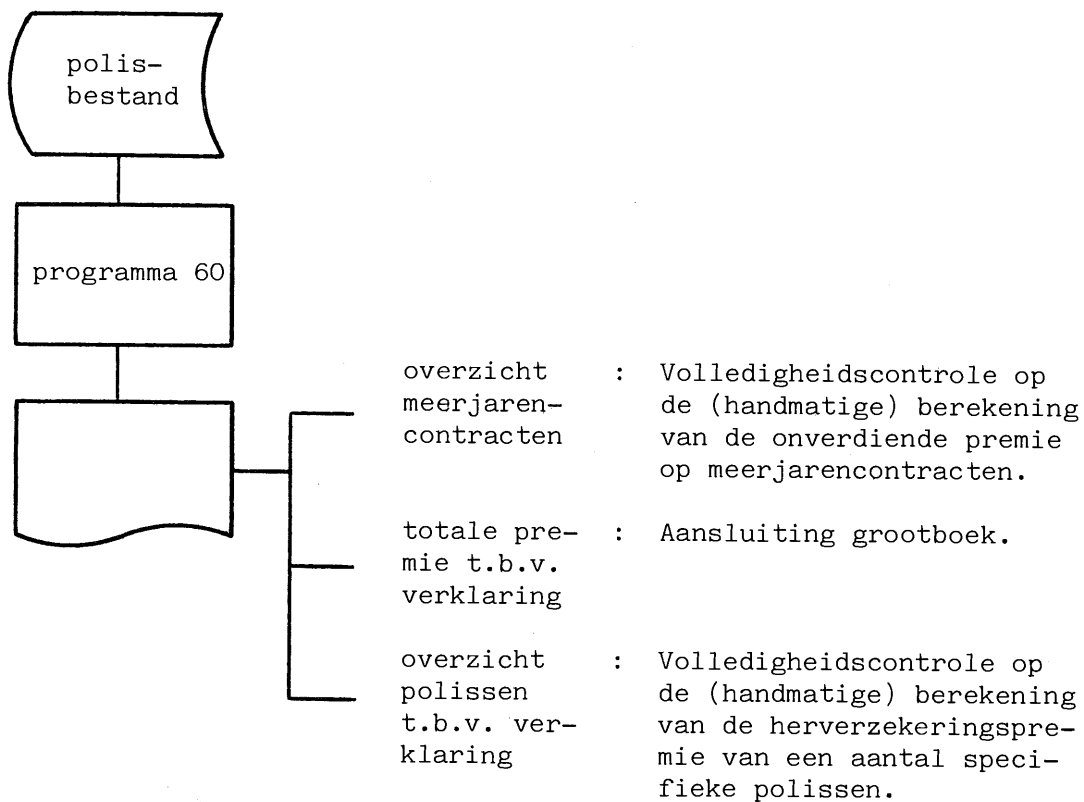 polis-
bestand
programma 60
overzicht : Volledigheidscontrole op
meerjaren- de (handmatige) berekening
contracten van de onverdiende premie
op meerjarencontracten.
totale pre- : Aansluiting grootboek.
mie t.b.v.
verklaring
overzicht : Volledigheidscontrole op
polissen de (handmatige) berekening
t.b.v. ver- van de herverzekeringspre-
klaring mie van een aantal speci-
fieke polissen.